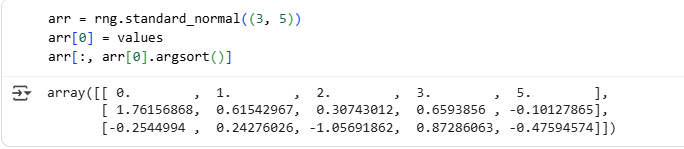 arr = rng.standard_normal((3, 5))
arr[0] = values
arr[:, arr[0].argsort()]
array([[ 0.        ,  1.        ,  2.        ,  3.        ,  5.        ],
       [ 1.76156868,  0.61542967,  0.30743012,  0.6593856 , -0.10127865],
       [-0.2544994 ,  0.24276026, -1.05691862,  0.87286063, -0.47594574]])